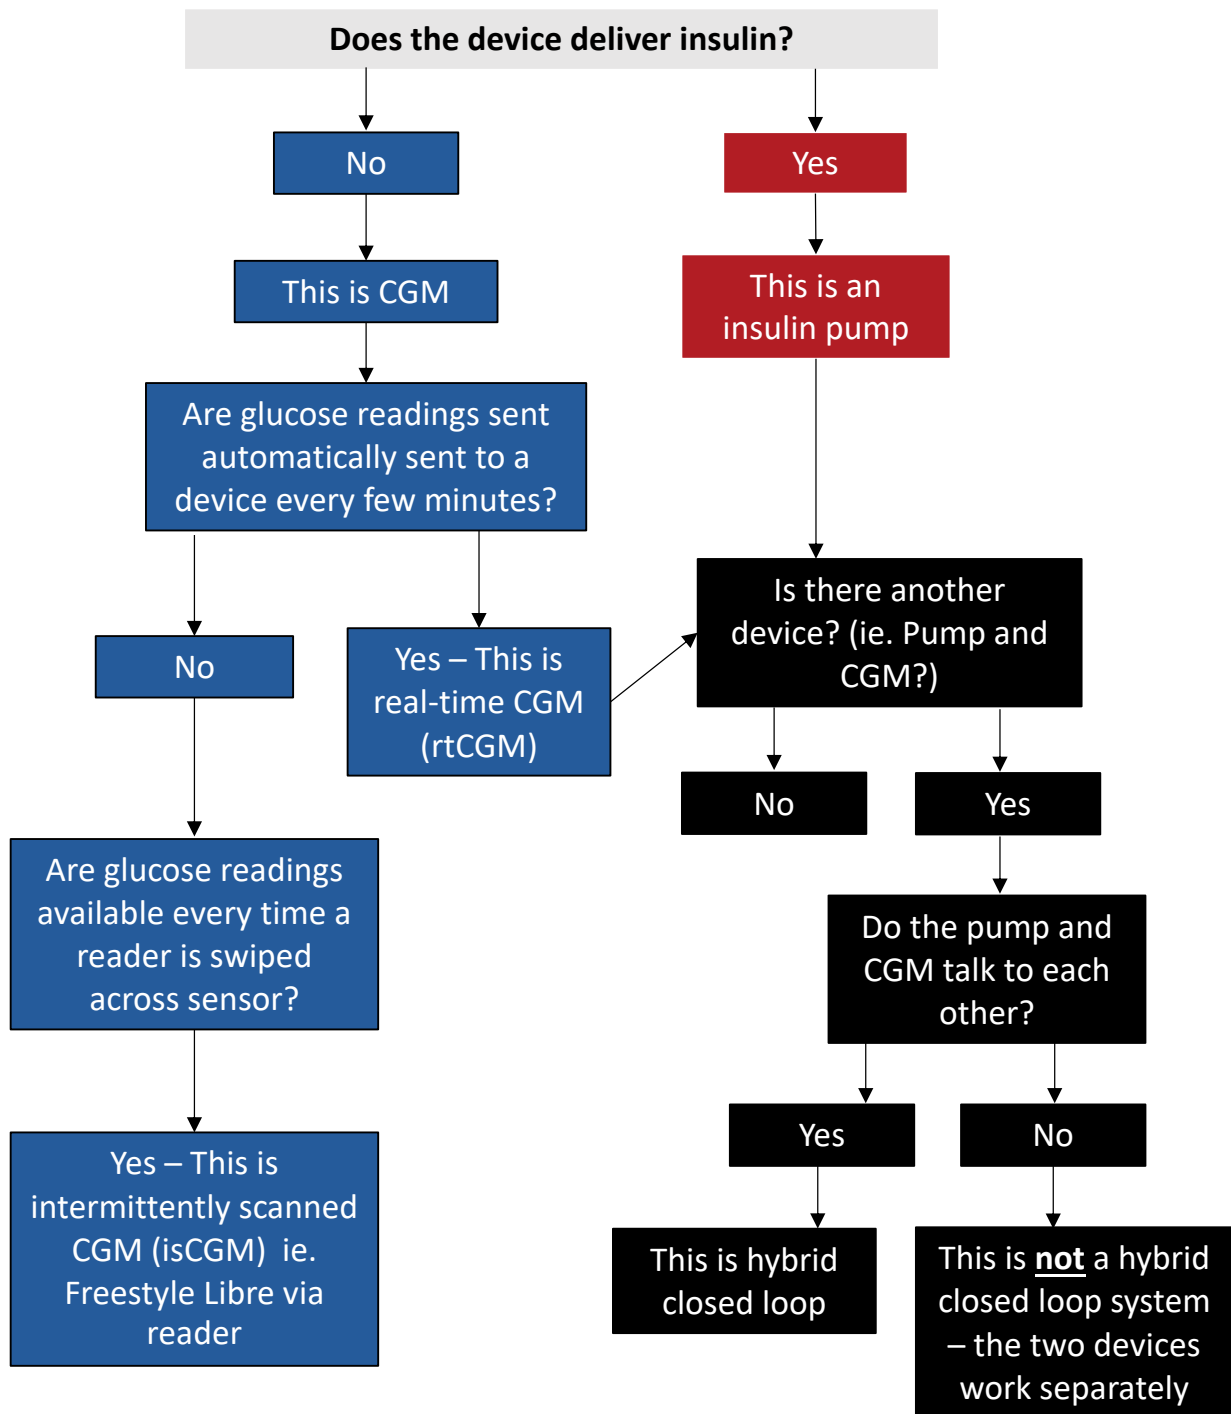 Does the device deliver insulin?
No
Yes
This is CGM
This is an
insulin pump
Are glucose readings sent
automatically sent to a
device every few minutes?
Is there another
device? (ie. Pump and
CGM?)
No
Yes – This is
real-time CGM
(rtCGM)
No
Yes
Are glucose readings
available every time a
reader is swiped
across sensor?
Do the pump and
CGM talk to each
other?
Yes
No
Yes – This is
intermittently scanned
CGM (isCGM)  ie.
Freestyle Libre via
reader
This is hybrid
closed loop
This is not a hybrid
closed loop system
– the two devices
work separately